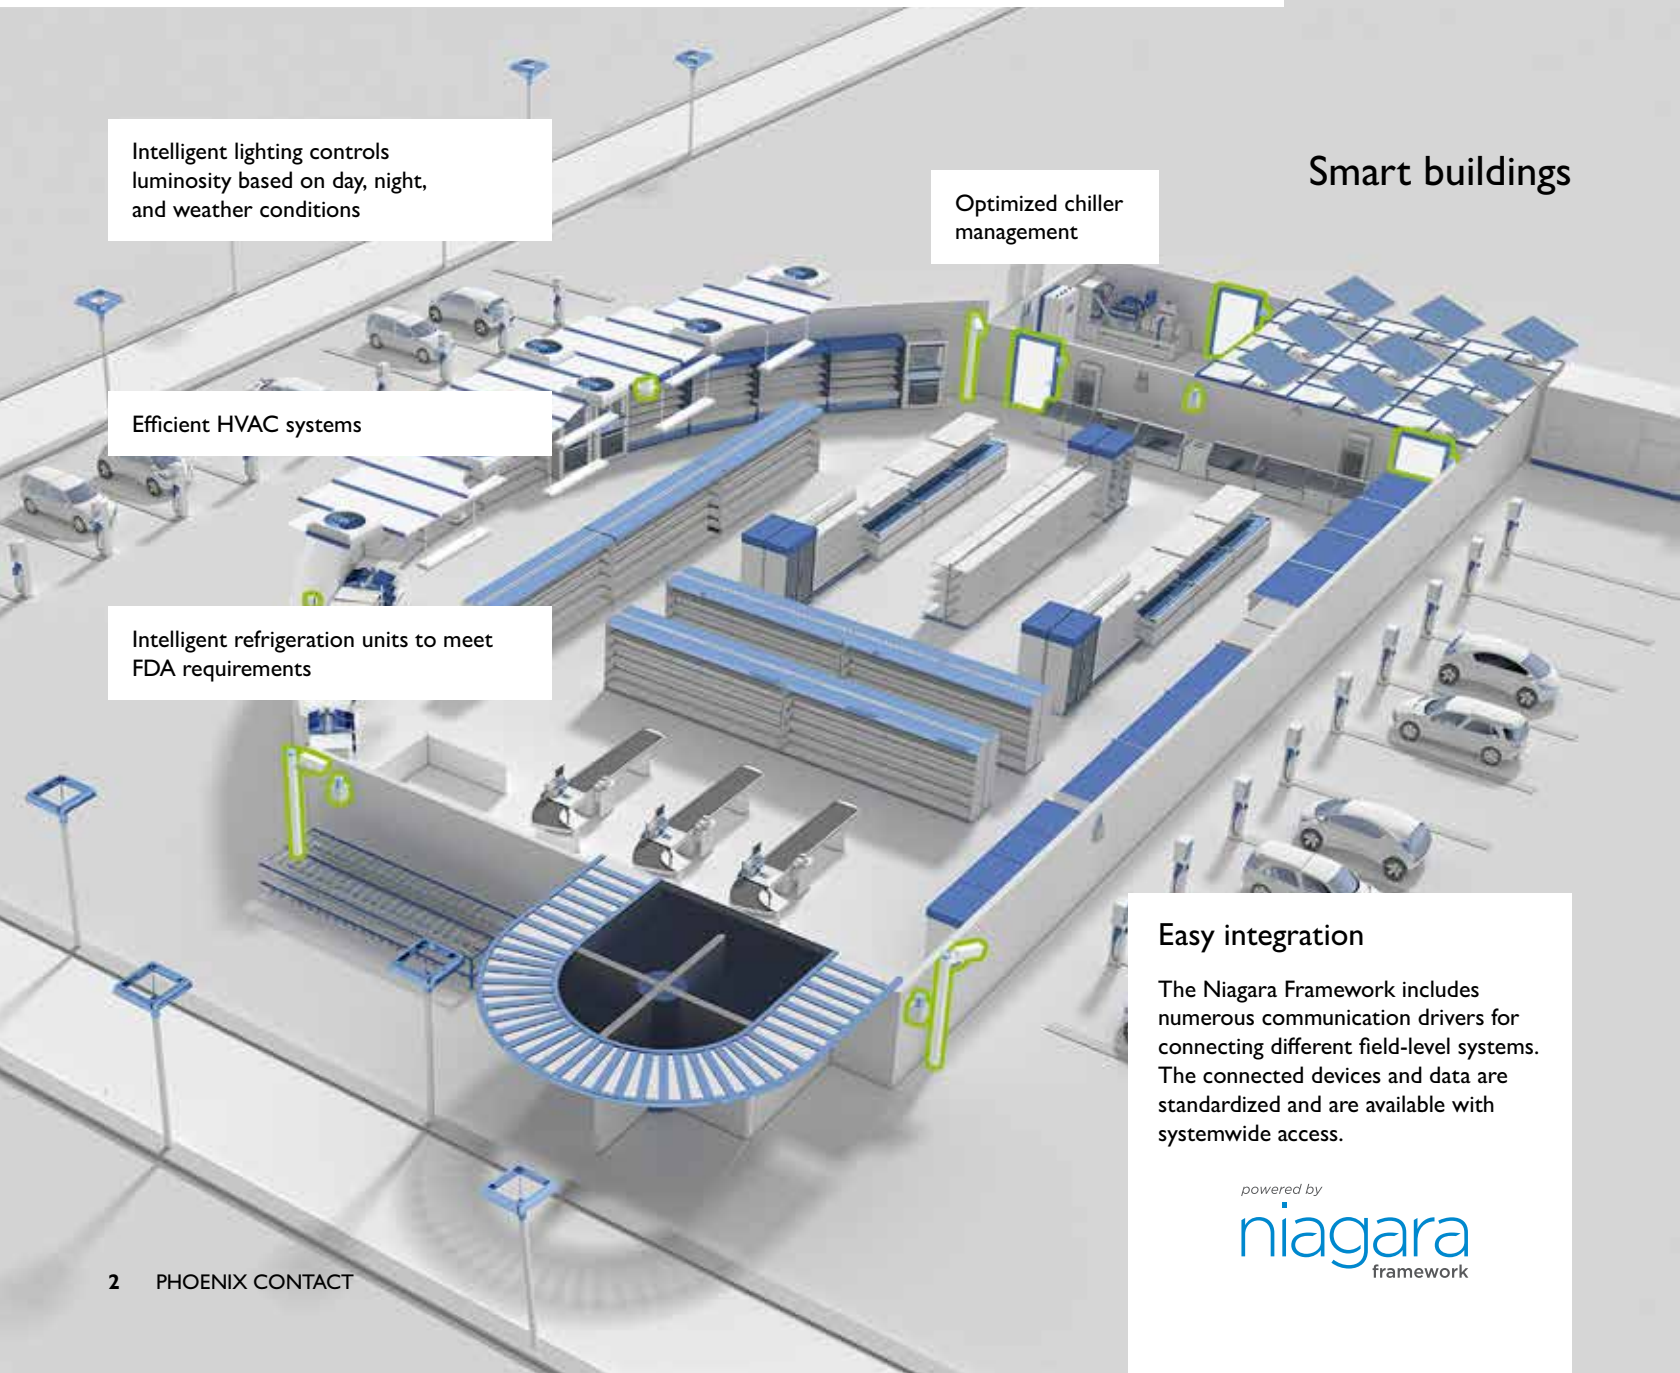 Smart buildings
Intelligent lighting controls
luminosity based on day, night,
and weather conditions
Optimized chiller
management
Efficient HVAC systems
Intelligent refrigeration units to meet
FDA requirements
Easy integration
The Niagara Framework includes
numerous communication drivers for
connecting different field-level systems.
The connected devices and data are
standardized and are available with
systemwide access.
powered by
niagara
framework
2 PHOENIX CONTACT